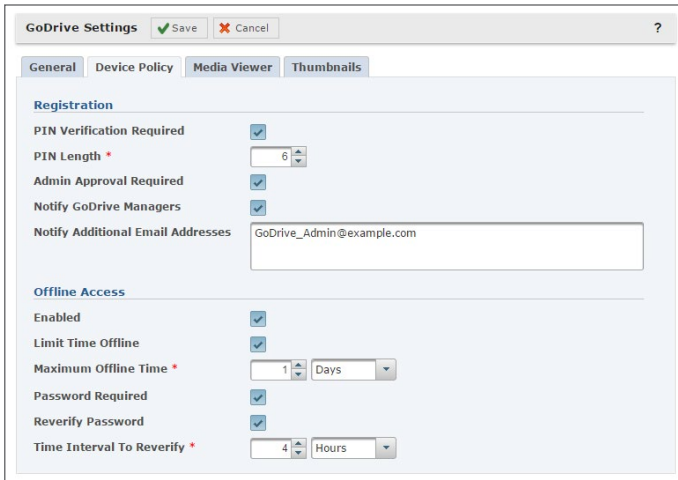 GoDrive Settings Save Cancel ?
General Device Policy Media Viewer Thumbnails
Registration
PIN Verification Required
PIN Length * 6
Admin Approval Required
Notify GoDrive Managers
Notify Additional Email Addresses GoDrive_Admin@example.com
Offline Access
Enabled
Limit Time Offline
Maximum Offline Time * 1 Days
Password Required
Reverify Password
Time Interval To Reverify * 4 Hours